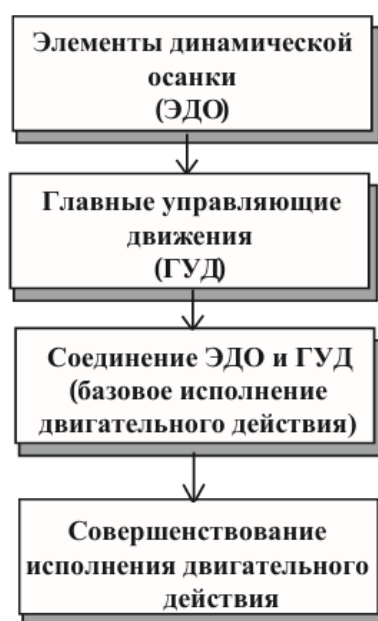 Элементы динамической
осанки
(ЭДО)
Главные управляющие
движения
(ГУД)
Соединение ЭДО и ГУД
(базовое исполнение
двигательного действия)
Совершенствование
исполнения двигательного
действия